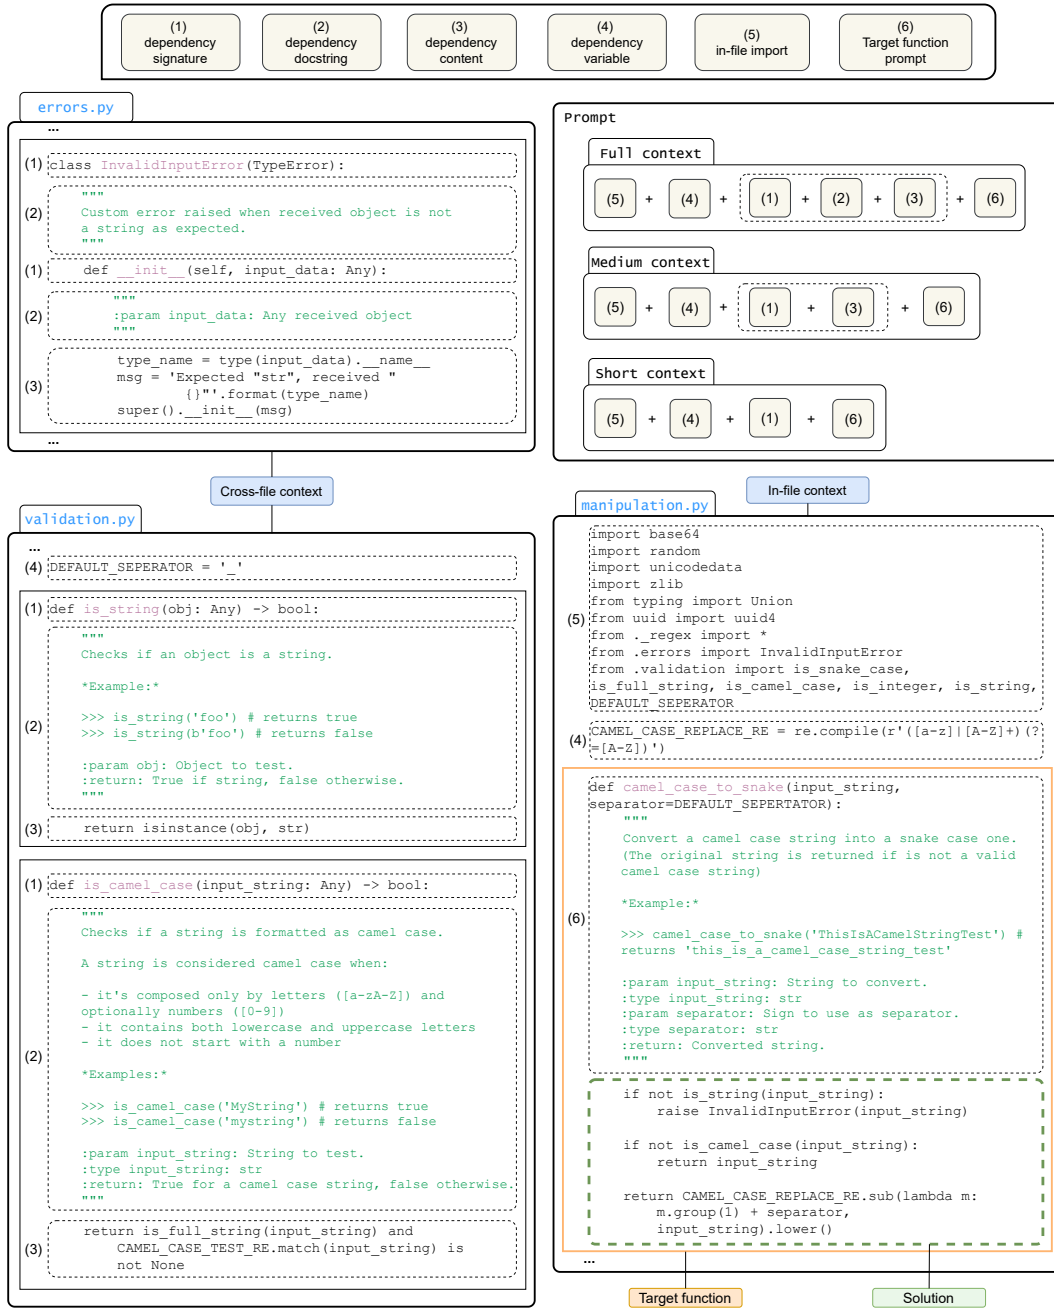 (1)
dependency
signature
(2)
dependency
docstring
(3)
dependency
content
(4)
dependency
variable
(5)
in-file import
(6)
Target function
prompt
errors.py
...
(1) class InvalidInputError(TypeError):
(2)
"""
Custom error raised when received object is not
a string as expected.
"""
(1) def __init__(self, input_data: Any):
(2)
"""
:param input_data: Any received object
"""
(3)
type_name = type(input_data).__name__
msg = 'Expected "str", received "
{}"'.format(type_name)
super().__init__(msg)
...
Prompt
Full context
(5) + (4) + (1) + (2) + (3) + (6)
Medium context
(5) + (4) + (1) + (3) + (6)
Short context
(5) + (4) + (1) + (6)
Cross-file context
In-file context
validation.py
...
(4) DEFAULT_SEPERATOR = '_'
(1) def is_string(obj: Any) -> bool:
(2)
"""
Checks if an object is a string.
*Example:*
>>> is_string('foo') # returns true
>>> is_string(b'foo') # returns false
:param obj: Object to test.
:return: True if string, false otherwise.
"""
(3) return isinstance(obj, str)
(1) def is_camel_case(input_string: Any) -> bool:
(2)
"""
Checks if a string is formatted as camel case.
A string is considered camel case when:
- it's composed only by letters ([a-zA-Z]) and
optionally numbers ([0-9])
- it contains both lowercase and uppercase letters
- it does not start with a number
*Examples:*
>>> is_camel_case('MyString') # returns true
>>> is_camel_case('mystring') # returns false
:param input_string: String to test.
:type input_string: str
:return: True for a camel case string, false otherwise.
"""
(3)
return is_full_string(input_string) and
CAMEL_CASE_TEST_RE.match(input_string) is
not None
manipulation.py
(5)
import base64
import random
import unicodedata
import zlib
from typing import Union
from uuid import uuid4
from ._regex import *
from .errors import InvalidInputError
from .validation import is_snake_case,
is_full_string, is_camel_case, is_integer, is_string,
DEFAULT_SEPERATOR
(4)
CAMEL_CASE_REPLACE_RE = re.compile(r'([a-z]|[A-Z]+)(?
=[A-Z])')
(6)
def camel_case_to_snake(input_string,
separator=DEFAULT_SEPERTATOR):
"""
Convert a camel case string into a snake case one.
(The original string is returned if is not a valid
camel case string)
*Example:*
>>> camel_case_to_snake('ThisIsACamelStringTest') #
returns 'this_is_a_camel_case_string_test'
:param input_string: String to convert.
:type input_string: str
:param separator: Sign to use as separator.
:type separator: str
:return: Converted string.
"""
if not is_string(input_string):
raise InvalidInputError(input_string)
if not is_camel_case(input_string):
return input_string
return CAMEL_CASE_REPLACE_RE.sub(lambda m:
m.group(1) + separator,
input_string).lower()
...
Target function
Solution